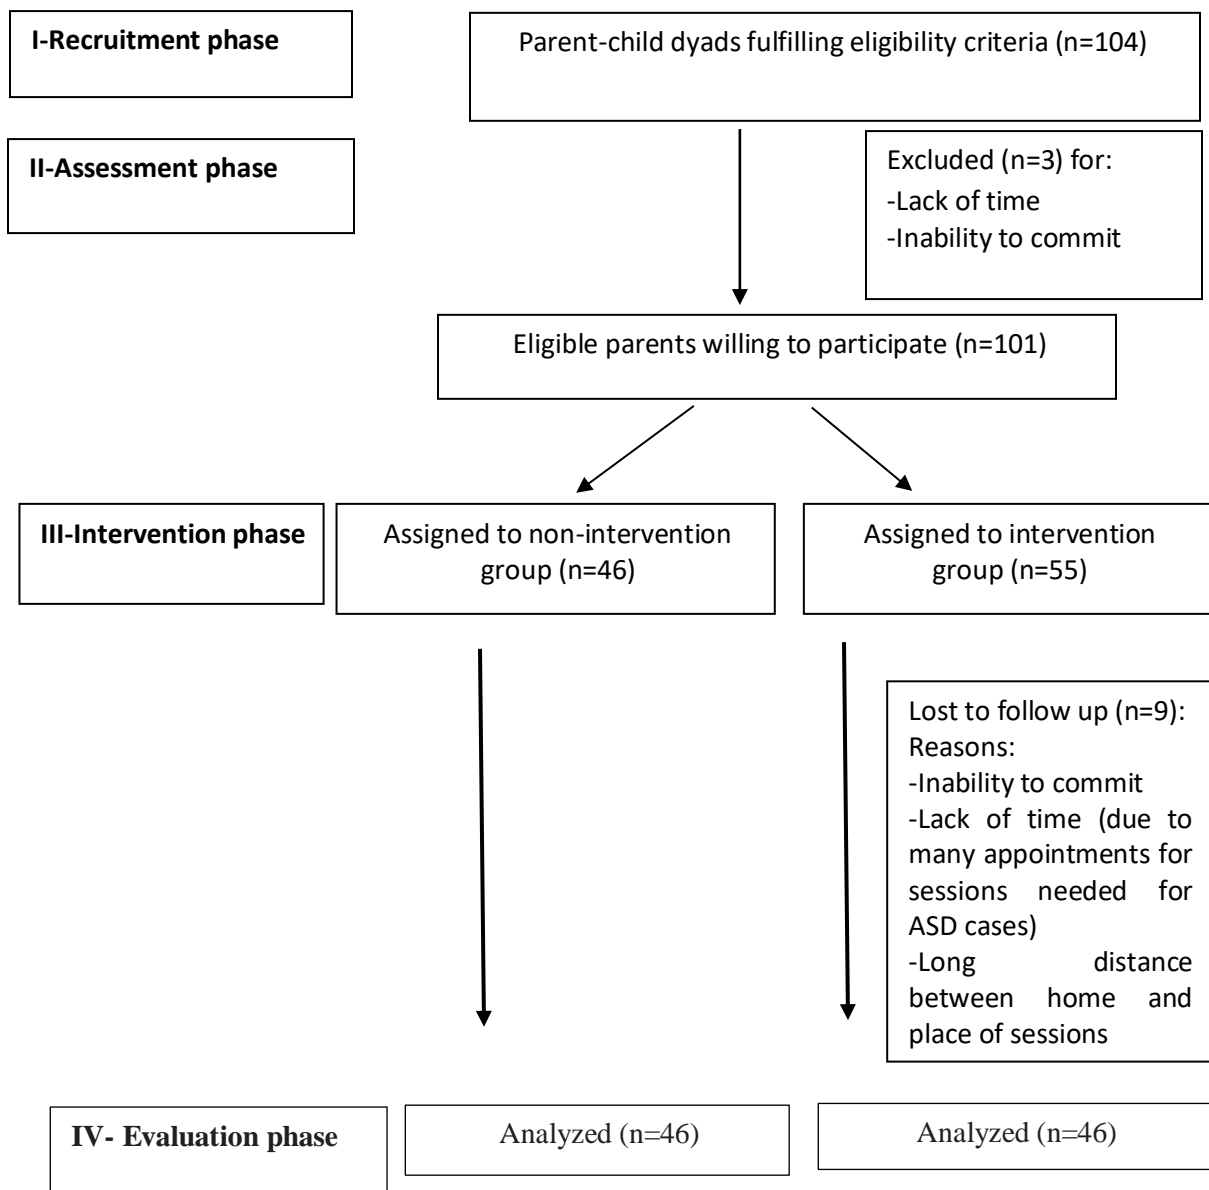 I-Recruitment phase
Parent-child dyads fulfilling eligibility criteria (n=104)
II-Assessment phase
Excluded (n=3) for:
-Lack of time
-Inability to commit
Eligible parents willing to participate (n=101)
III-Intervention phase
Assigned to non-intervention
group (n=46)
Assigned to intervention
group (n=55)
Lost to follow up (n=9):
Reasons:
-Inability to commit
-Lack of time (due to
many appointments for
sessions needed for
ASD cases)
-Long distance
between home and
place of sessions
IV- Evaluation phase
Analyzed (n=46)
Analyzed (n=46)